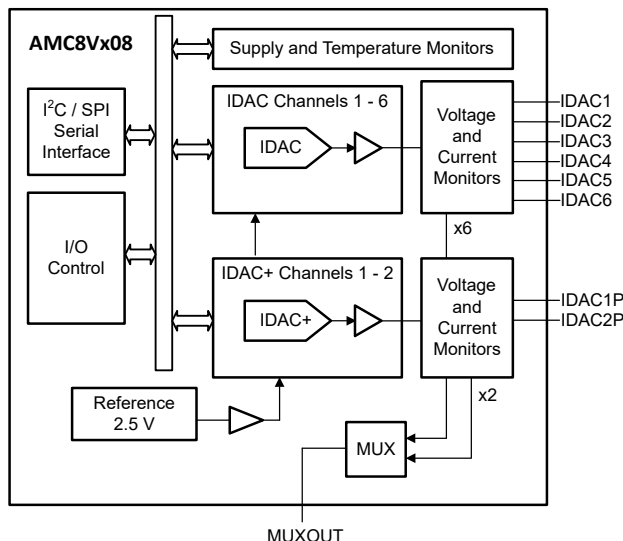 AMC8Vx08
Supply and Temperature Monitors
I²C / SPI
Serial
Interface
IDAC Channels 1 - 6
IDAC
Voltage
and
Current
Monitors
IDAC1
IDAC2
IDAC3
IDAC4
IDAC5
IDAC6
x6
I/O
Control
IDAC+ Channels 1 - 2
IDAC+
Voltage
and
Current
Monitors
IDAC1P
IDAC2P
x2
Reference
2.5 V
MUX
MUXOUT